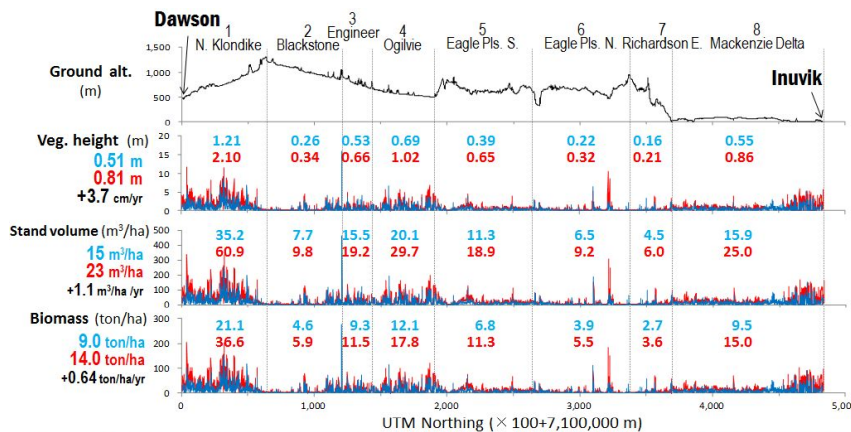 Dawson
1 2 3 4 5 6 7 8
N. Klondike Blackstone Engineer Ogilvie Eagle Pls. S. Eagle Pls. N. Richardson E. Mackenzie Delta
Inuvik
Ground alt.
(m)
1,500
1,000
500
0
Veg. height (m)
0.51 m
0.81 m
+3.7 cm/yr
20
15
10
5
0
1.21 0.26 0.53 0.69 0.39 0.22 0.16 0.55
2.10 0.34 0.66 1.02 0.65 0.32 0.21 0.86
Stand volume (m³/ha)
15 m³/ha
23 m³/ha
+1.1 m³/ha /yr
500
400
300
200
100
0
35.2 7.7 15.5 20.1 11.3 6.5 4.5 15.9
60.9 9.8 19.2 29.7 18.9 9.2 6.0 25.0
Biomass (ton/ha)
9.0 ton/ha
14.0 ton/ha
+0.64 ton/ha/yr
300
200
100
0
21.1 4.6 9.3 12.1 6.8 3.9 2.7 9.5
36.6 5.9 11.5 17.8 11.3 5.5 3.6 15.0
0 1,000 2,000 3,000 4,000 5,000
UTM Northing (× 100+7,100,000 m)